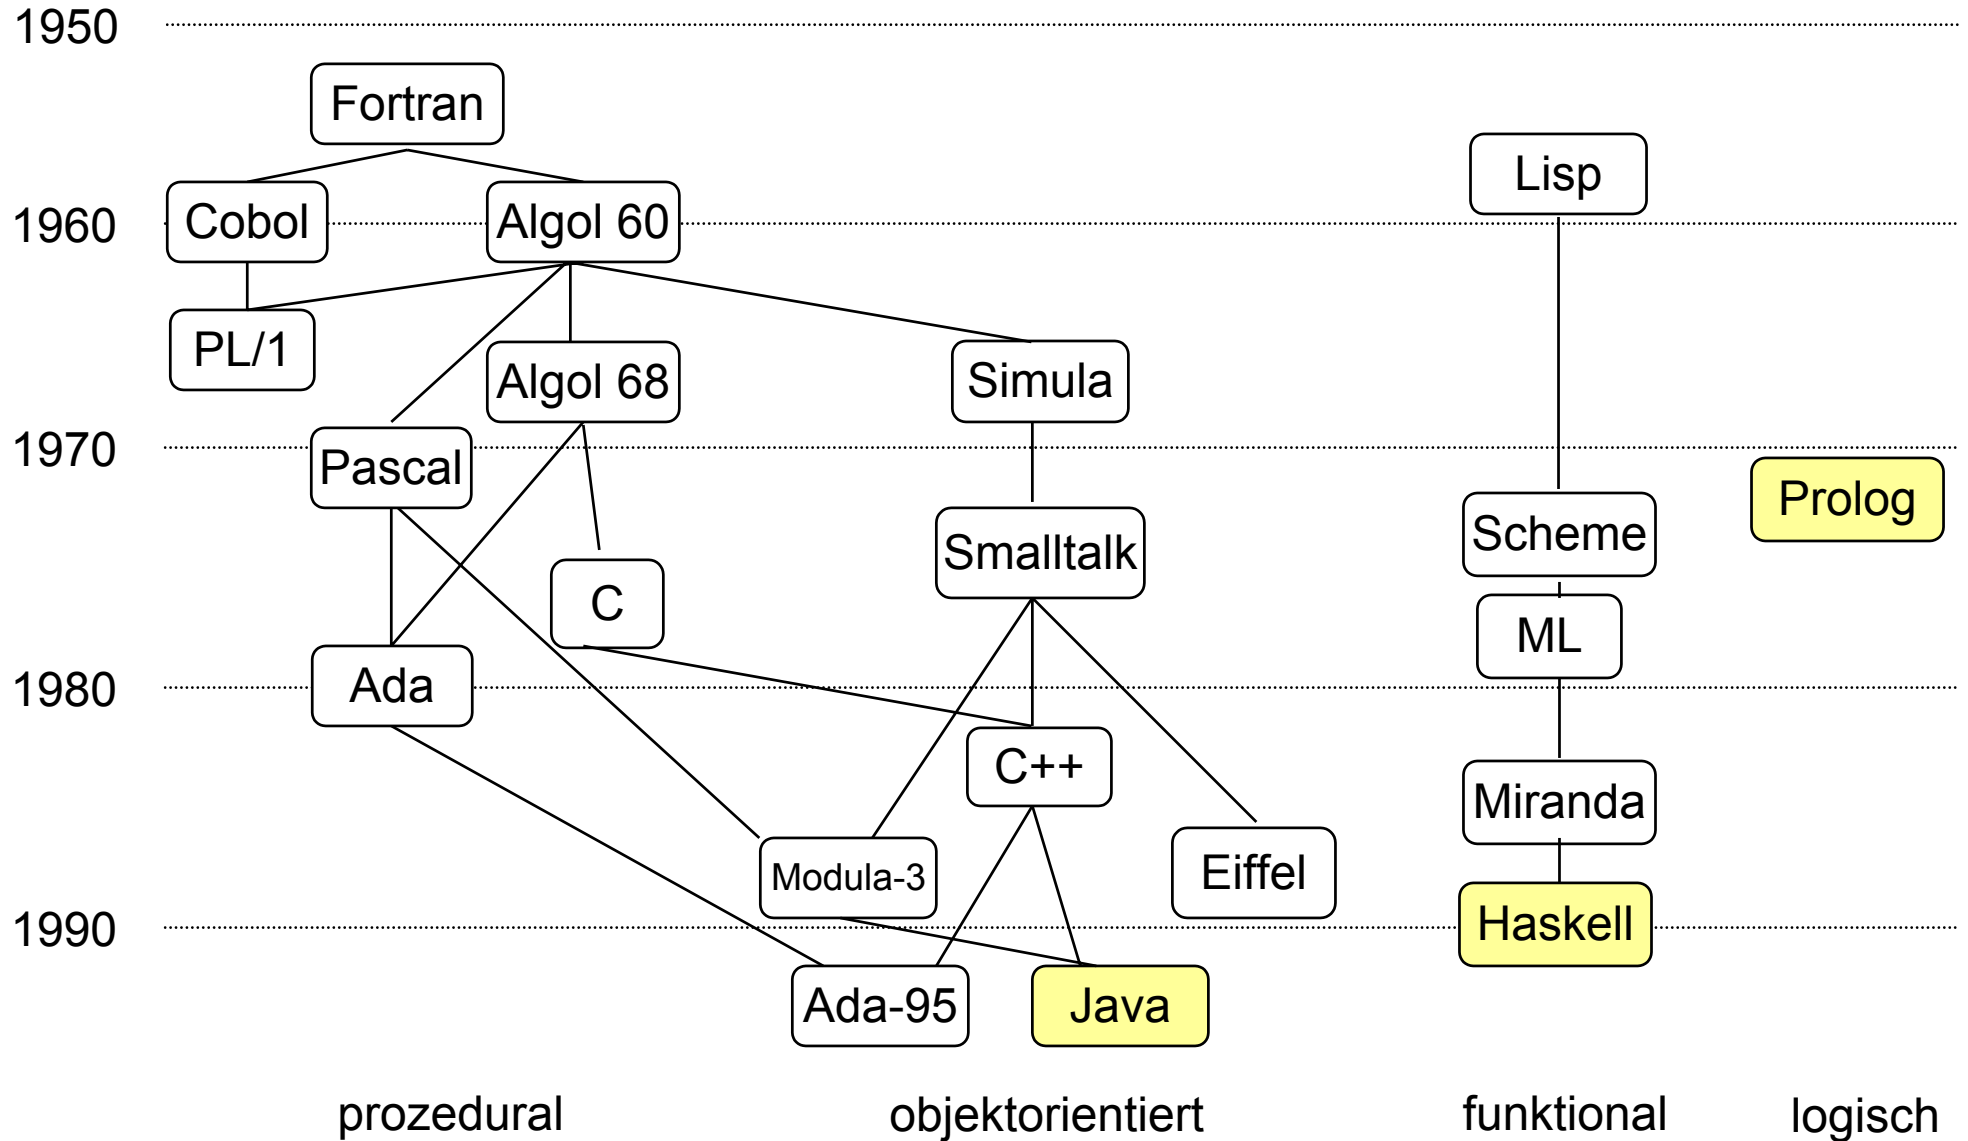 1950
Fortran
Lisp
1960
Cobol
Algol 60
PL/1
Algol 68
Simula
1970
Pascal
Prolog
Scheme
Smalltalk
C
ML
1980
Ada
C++
Miranda
Modula-3
Eiffel
1990
Haskell
Ada-95
Java
prozedural
objektorientiert
funktional
logisch